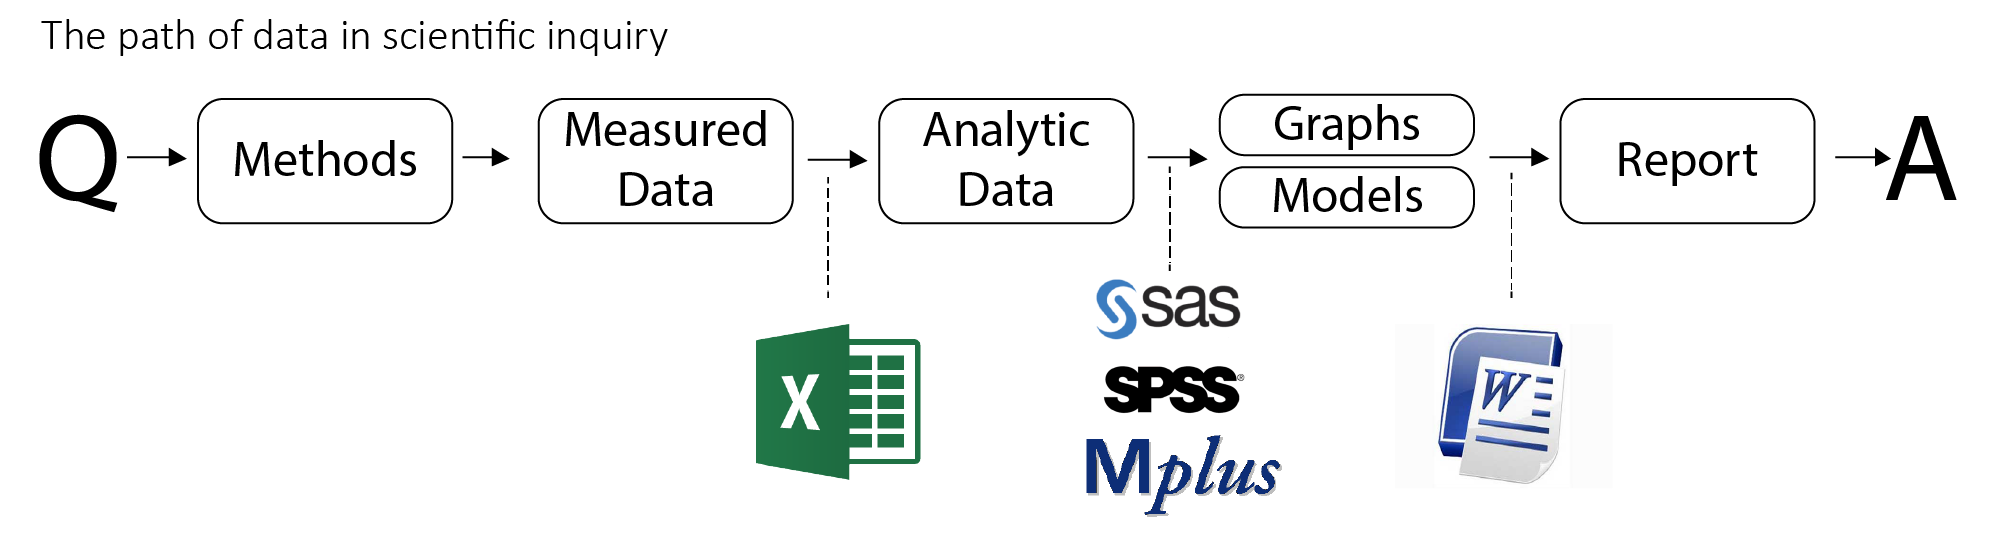 The path of data in scientific inquiry
Q
Methods
Measured
Data
Analytic
Data
Graphs
Models
Report
A
X
sas
SPSS®
Mplus
W